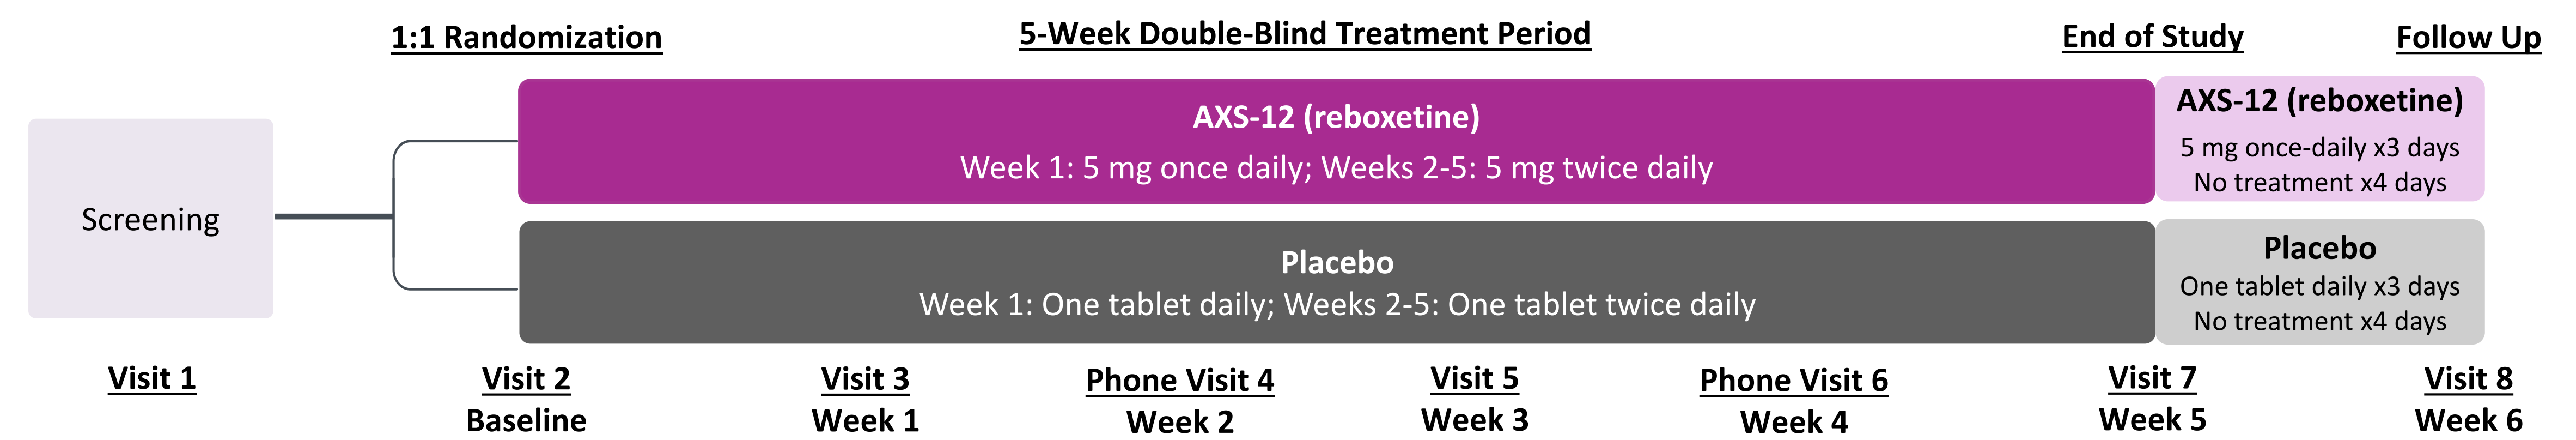 1:1 Randomization
5-Week Double-Blind Treatment Period
End of Study
Follow Up
Screening
AXS-12 (reboxetine)
Week 1: 5 mg once daily; Weeks 2-5: 5 mg twice daily
AXS-12 (reboxetine)
5 mg once-daily x3 days
No treatment x4 days
Placebo
Week 1: One tablet daily; Weeks 2-5: One tablet twice daily
Placebo
One tablet daily x3 days
No treatment x4 days
Visit 1
Visit 2
Baseline
Visit 3
Week 1
Phone Visit 4
Week 2
Visit 5
Week 3
Phone Visit 6
Week 4
Visit 7
Week 5
Visit 8
Week 6